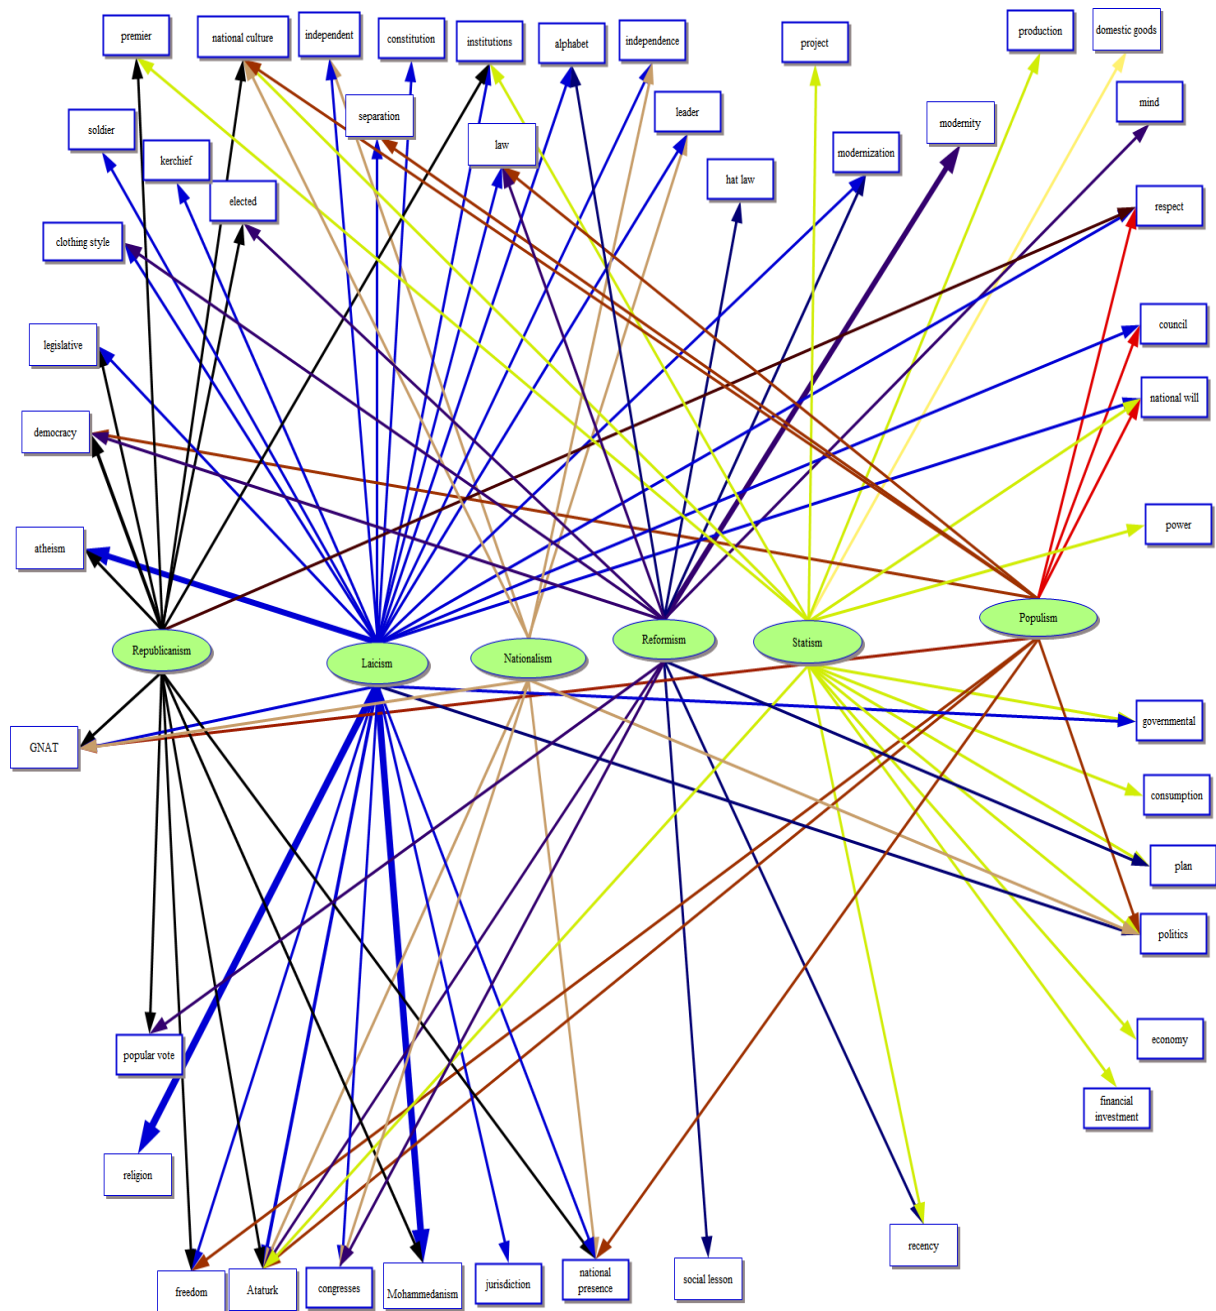 premier
national culture
independent
constitution
institutions
alphabet
independence
project
production
domestic goods
soldier
separation
leader
modernity
mind
kerchief
law
modernization
hat law
elected
respect
clothing style
legislative
council
democracy
national will
atheism
power
Republicanism
Laicism
Nationalism
Reformism
Statism
Populism
GNAT
governmental
consumption
plan
politics
popular vote
economy
financial
investment
religion
recency
freedom
Ataturk
congresses
Mohammedanism
jurisdiction
national
presence
social lesson